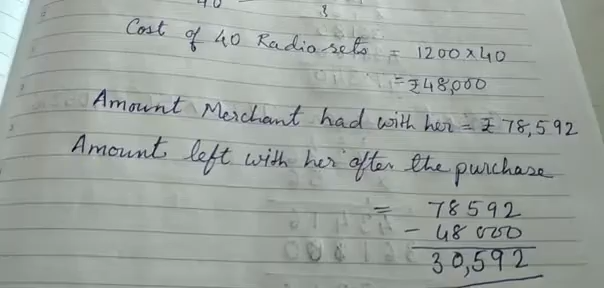 40
Cost of 40 Radio sets = 1200 × 40
= ₹48,000
Amount Merchant had with her = ₹ 78,592
Amount left with her after the purchase
= 78592
- 48000
30,592